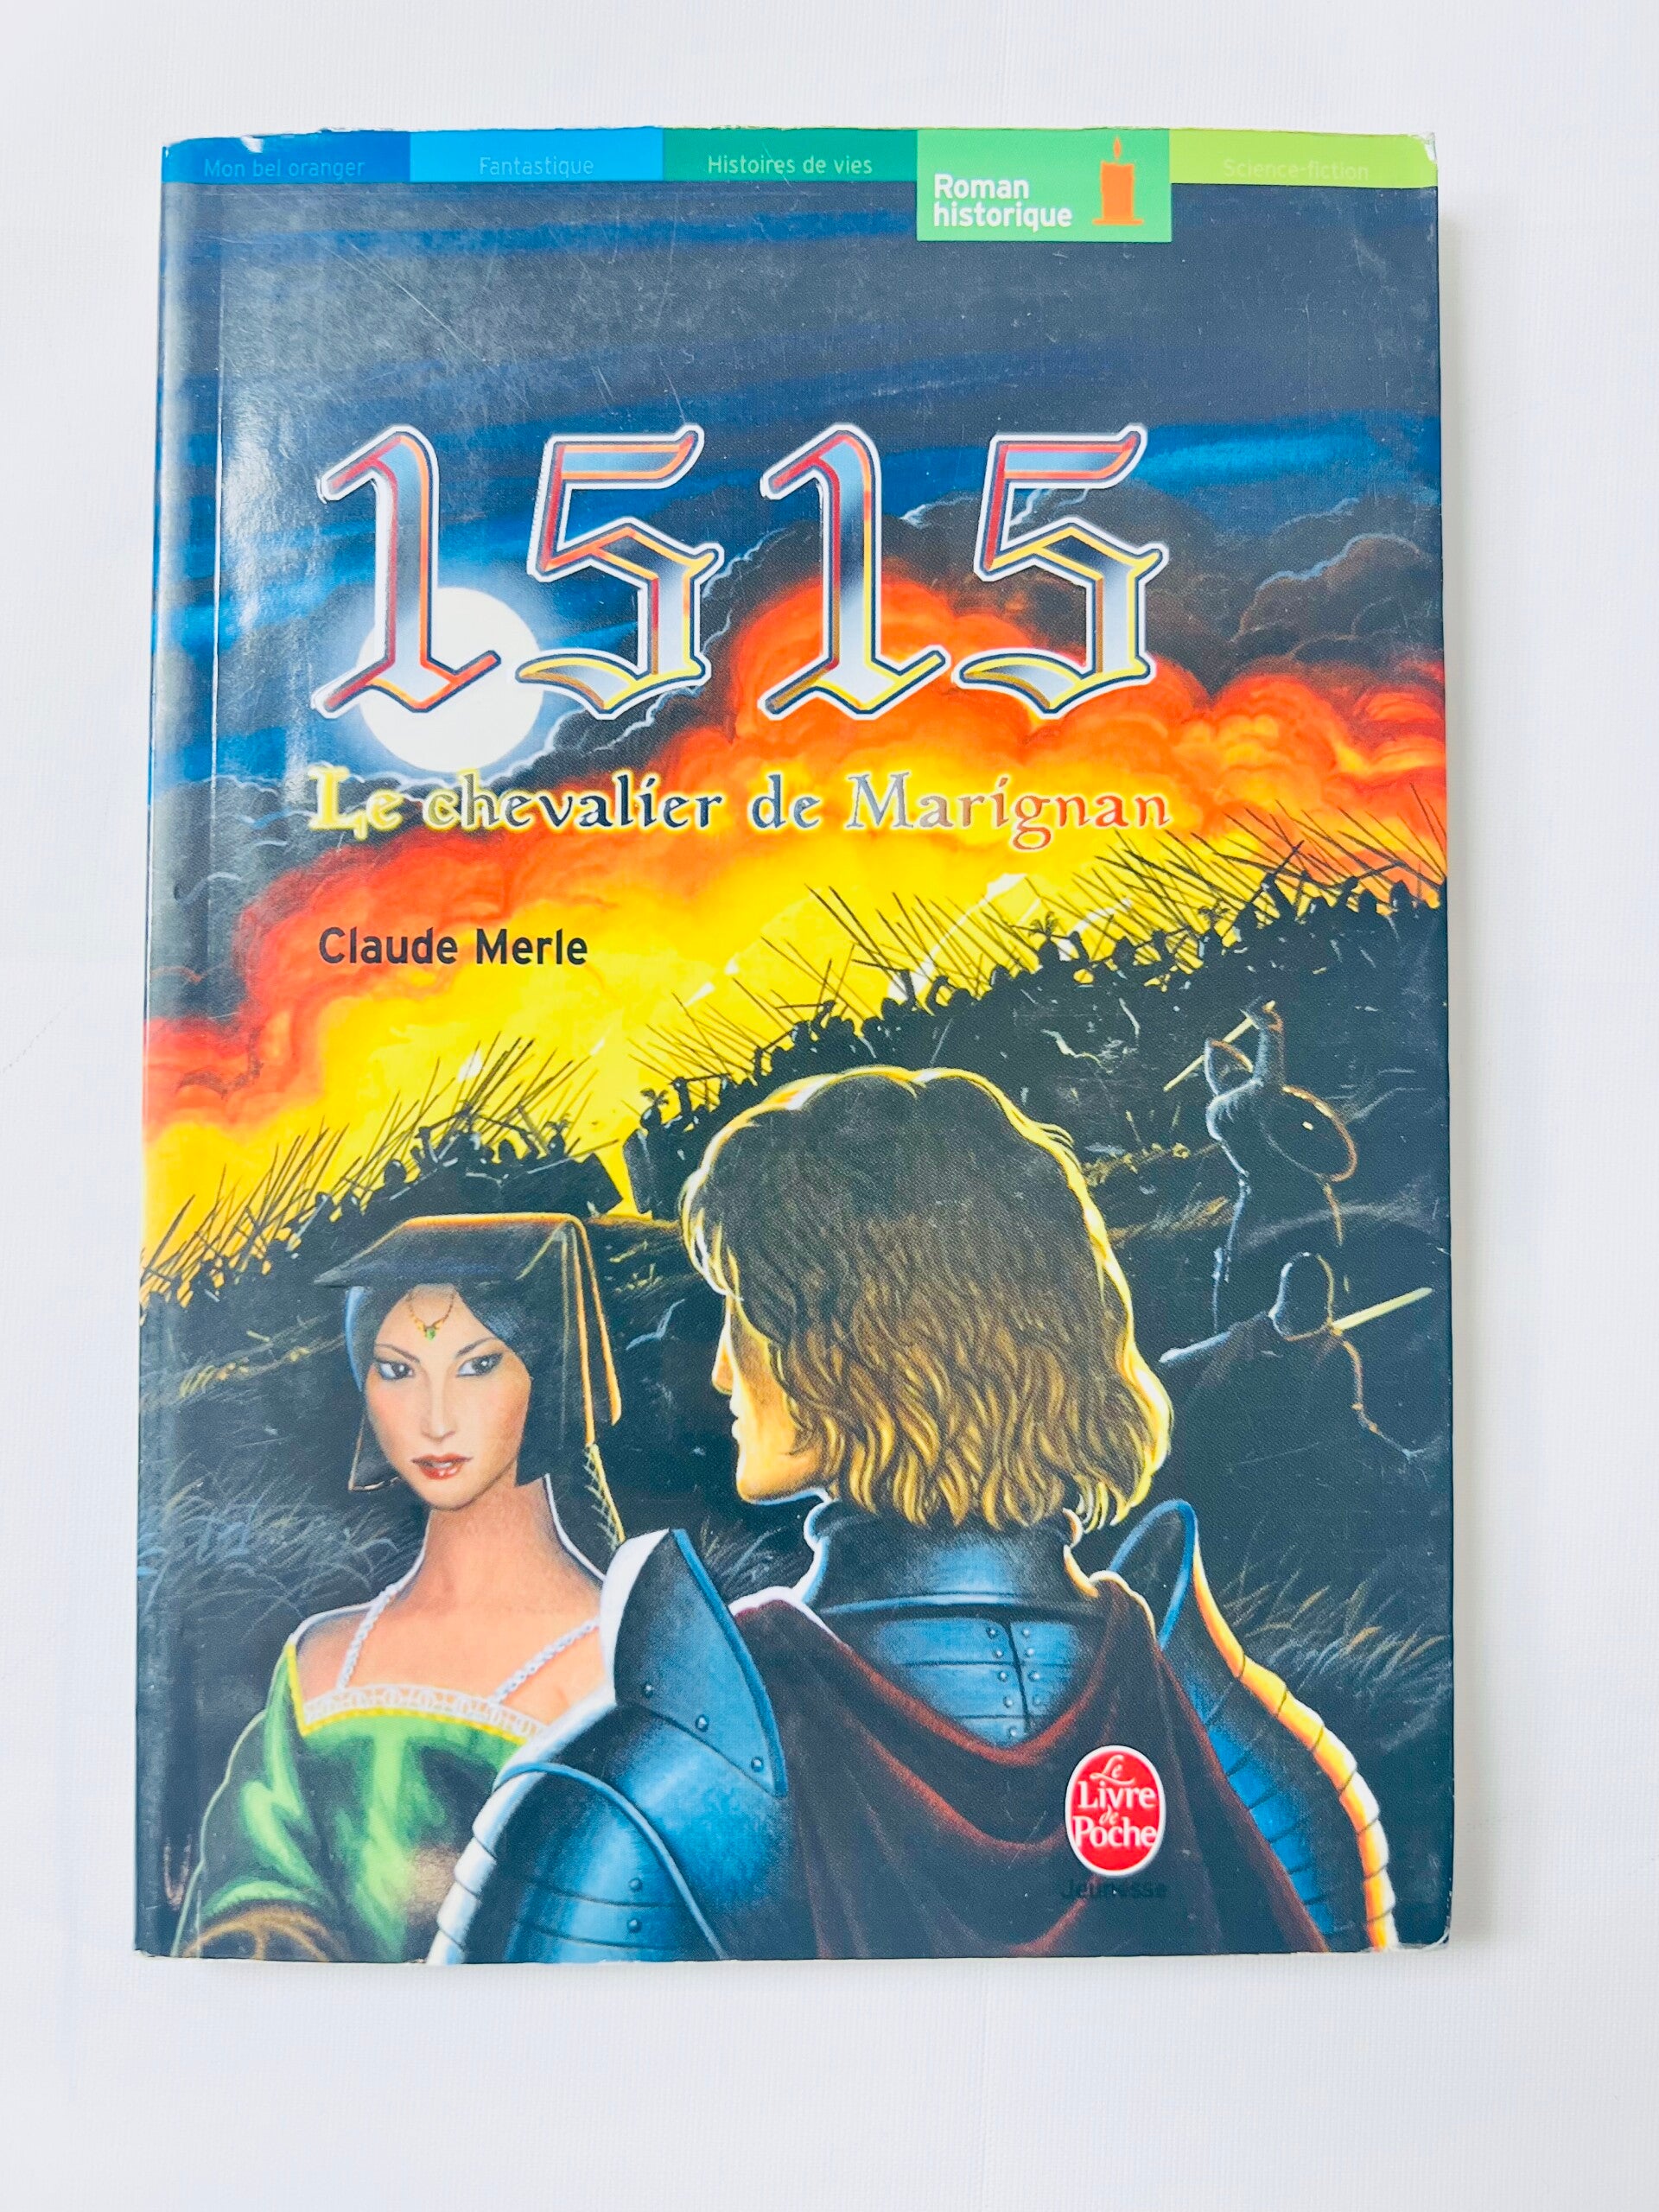 Mon bel oranger
Fantastique
Histoires de vies
Roman
historique
Science-fiction
1515
Le chevalier de Marignan
Claude Merle
Le
Livre
de
Poche
Jeunesse